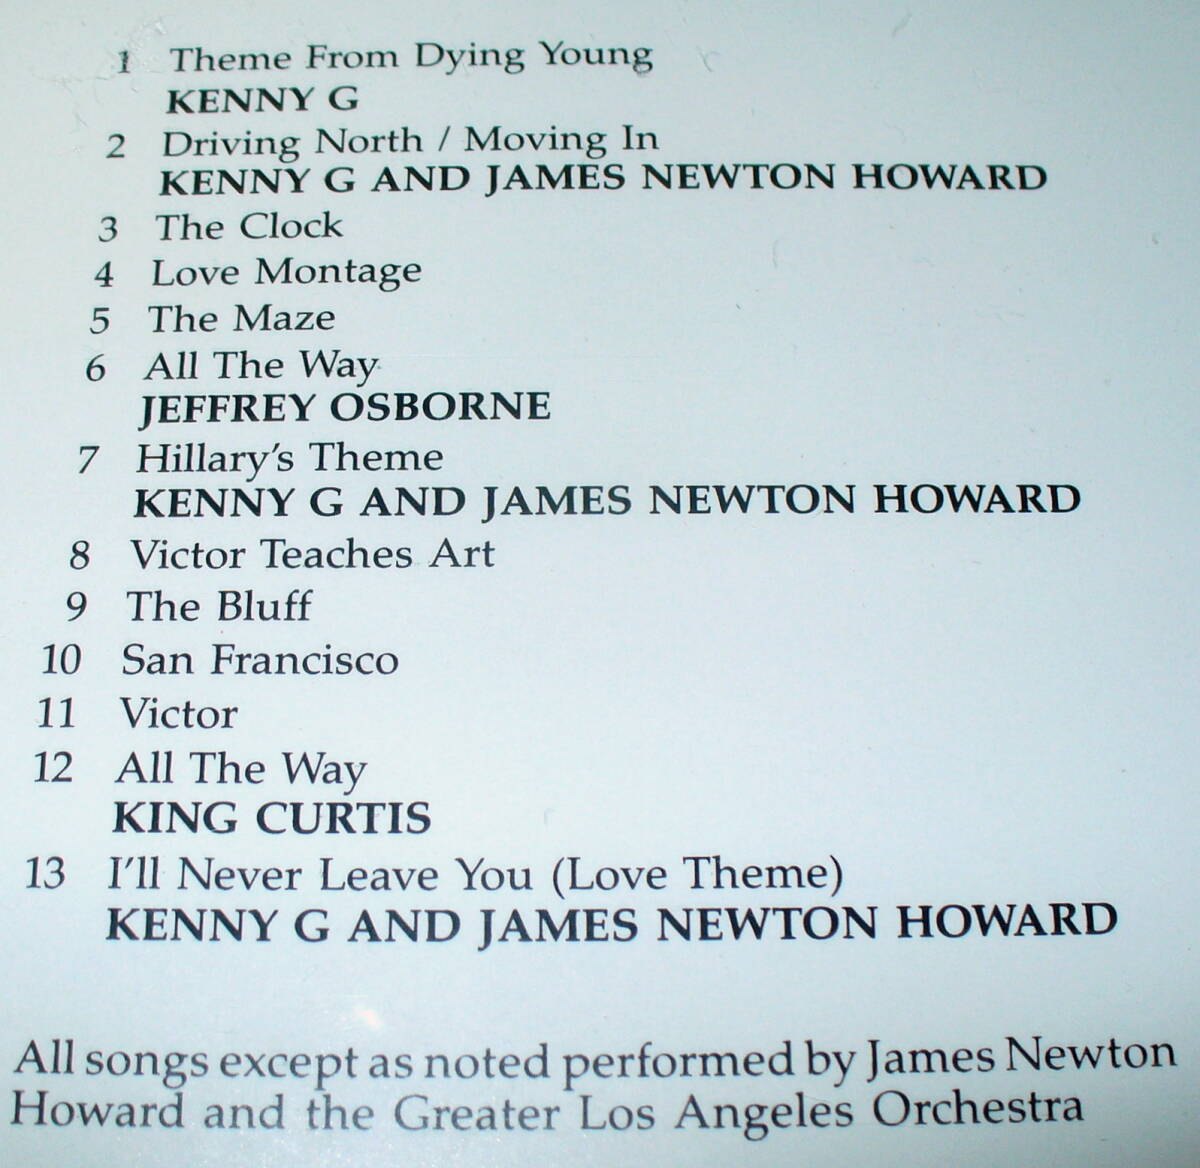 1 Theme From Dying Young
KENNY G
2 Driving North / Moving In
KENNY G AND JAMES NEWTON HOWARD
3 The Clock
4 Love Montage
5 The Maze
6 All The Way
JEFFREY OSBORNE
7 Hillary's Theme
KENNY G AND JAMES NEWTON HOWARD
8 Victor Teaches Art
9 The Bluff
10 San Francisco
11 Victor
12 All The Way
KING CURTIS
13 I'll Never Leave You (Love Theme)
KENNY G AND JAMES NEWTON HOWARD
All songs except as noted performed by James Newton
Howard and the Greater Los Angeles Orchestra